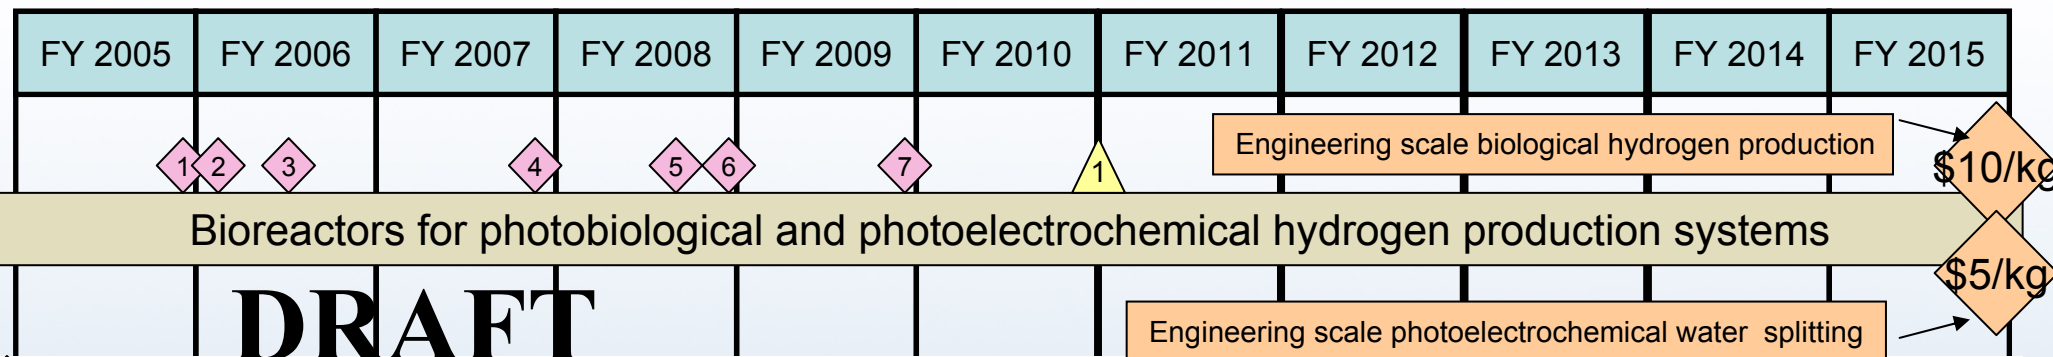 FY 2005 FY 2006 FY 2007 FY 2008 FY 2009 FY 2010 FY 2011 FY 2012 FY 2013 FY 2014 FY 2015
Engineering scale biological hydrogen production
1 2 3 4 5 6 7 1 $10/kg
Bioreactors for photobiological and photoelectrochemical hydrogen production systems
$5/kg
DRAFT
Engineering scale photoelectrochemical water splitting